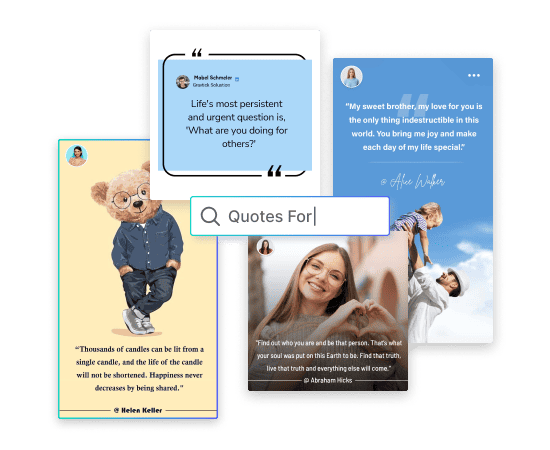 Mabel Schmeler
Gravick Soluation
Life's most persistent
and urgent question is,
'What are you doing for
others?'
"My sweet brother, my love for you is
the only thing indestructible in this
world. You bring me joy and make
each day of my life special."
@ Alice Walker
Quotes For
"Thousands of candles can be lit from a
single candle, and the life of the candle
will not be shortened. Happiness never
decreases by being shared."
@ Helen Keller
"Find out who you are and be that person. That's what
your soul was put on this Earth to be. Find that truth,
live that truth and everything else will come."
@ Abraham Hicks